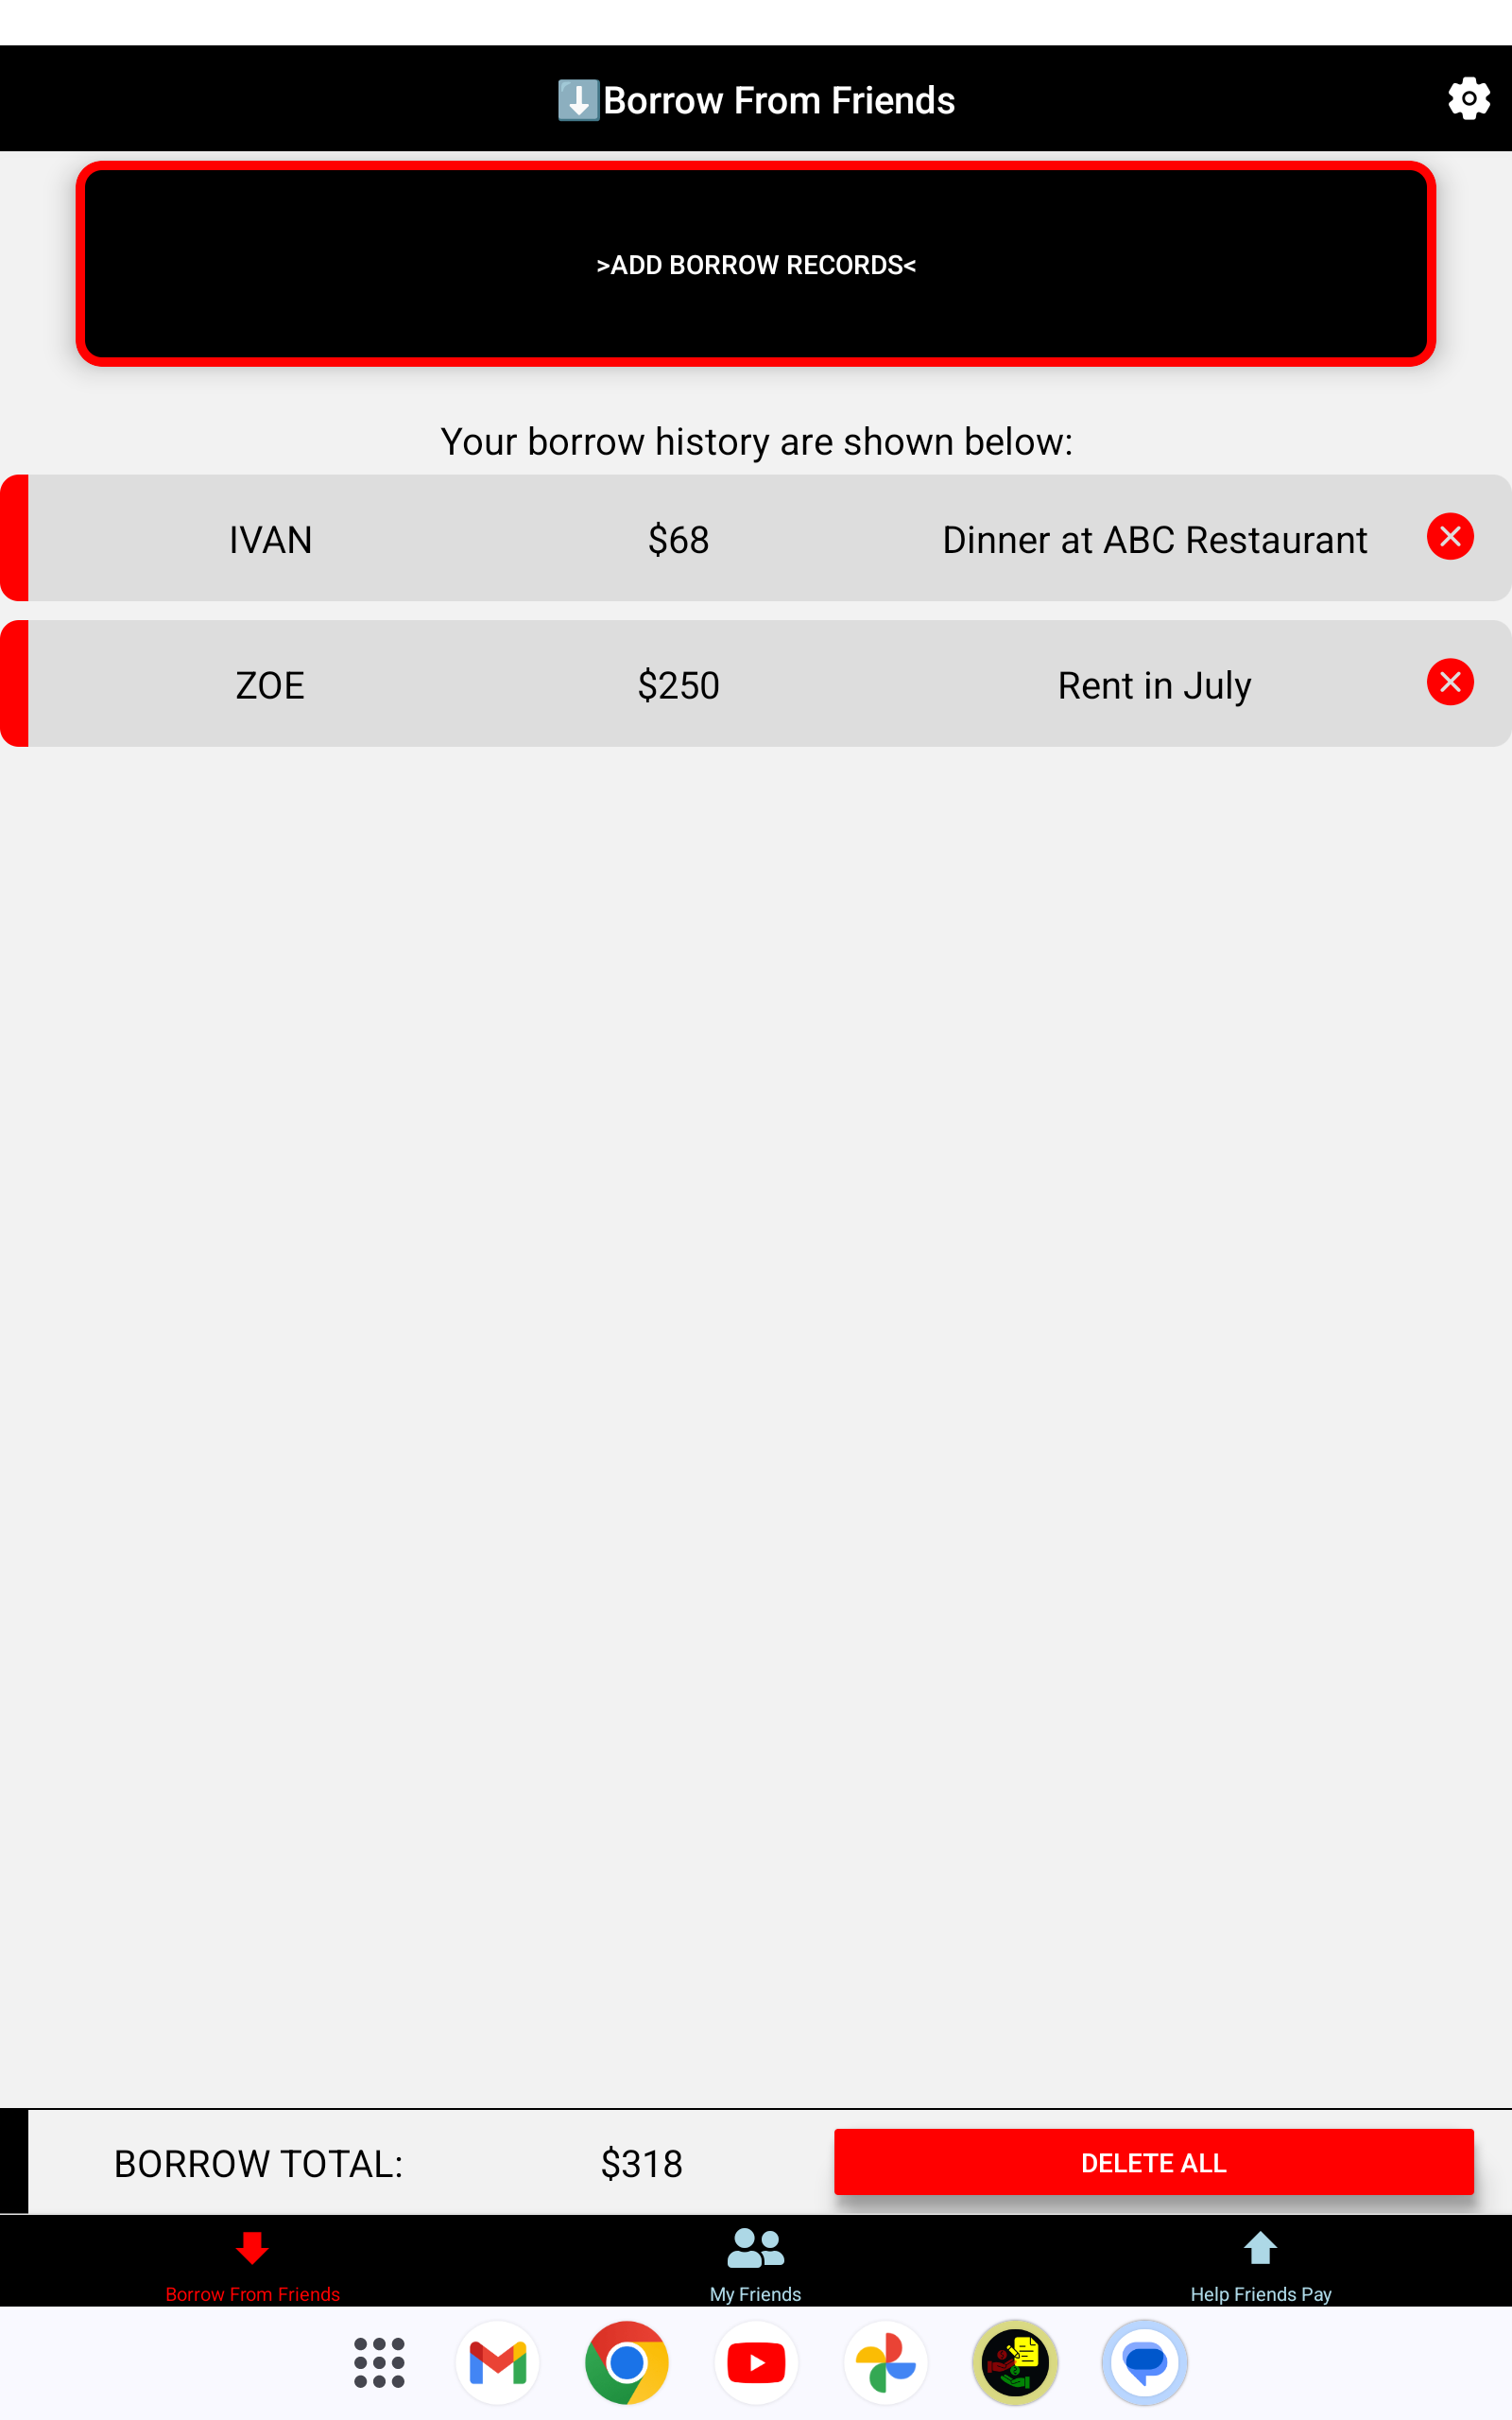 ⬇️Borrow From Friends
>ADD BORROW RECORDS<
Your borrow history are shown below:
IVAN $68 Dinner at ABC Restaurant
ZOE $250 Rent in July
BORROW TOTAL: $318 DELETE ALL
Borrow From Friends My Friends Help Friends Pay